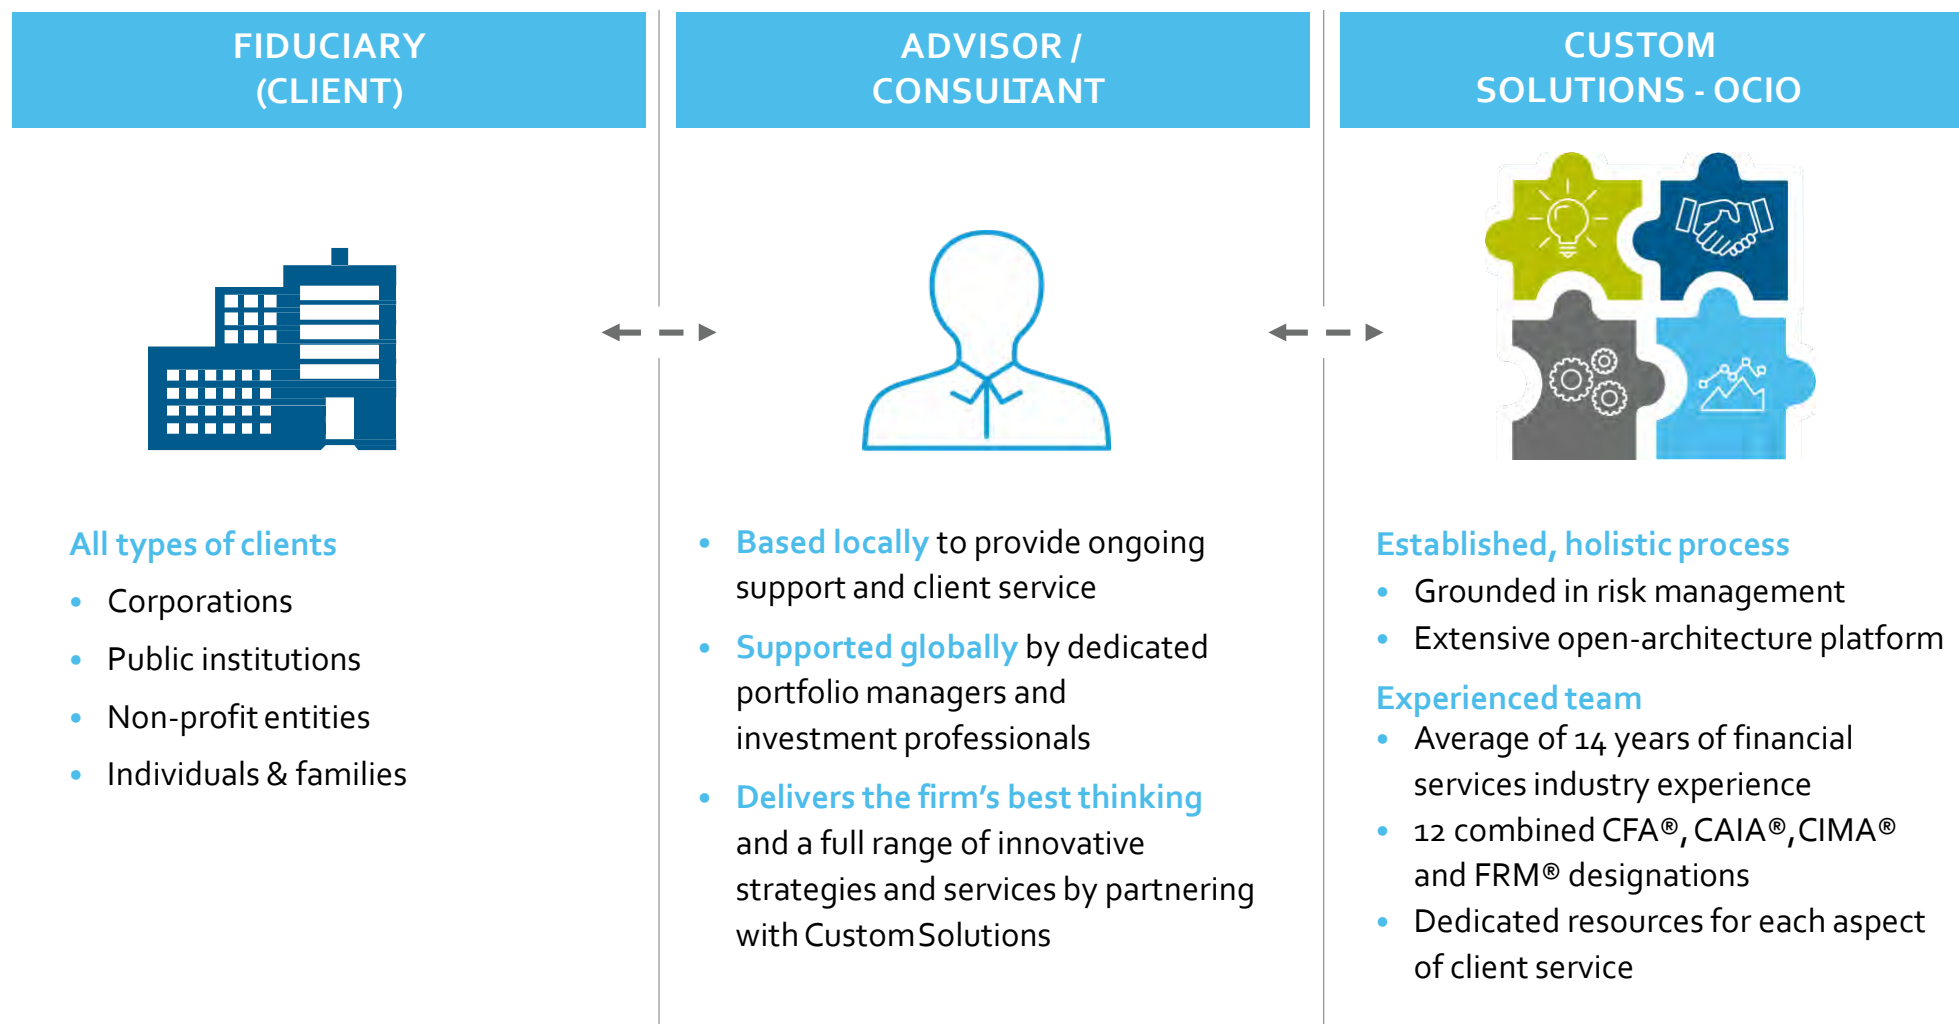 FIDUCIARY
(CLIENT)
All types of clients
• Corporations
• Public institutions
• Non-profit entities
• Individuals & families
ADVISOR /
CONSULTANT
• Based locally to provide ongoing
support and client service
• Supported globally by dedicated
portfolio managers and
investment professionals
• Delivers the firm’s best thinking
and a full range of innovative
strategies and services by partnering
with Custom Solutions
CUSTOM
SOLUTIONS - OCIO
Established, holistic process
• Grounded in risk management
• Extensive open-architecture platform
Experienced team
• Average of 14 years of financial
services industry experience
• 12 combined CFA®, CAIA®, CIMA®
and FRM® designations
• Dedicated resources for each aspect
of client service